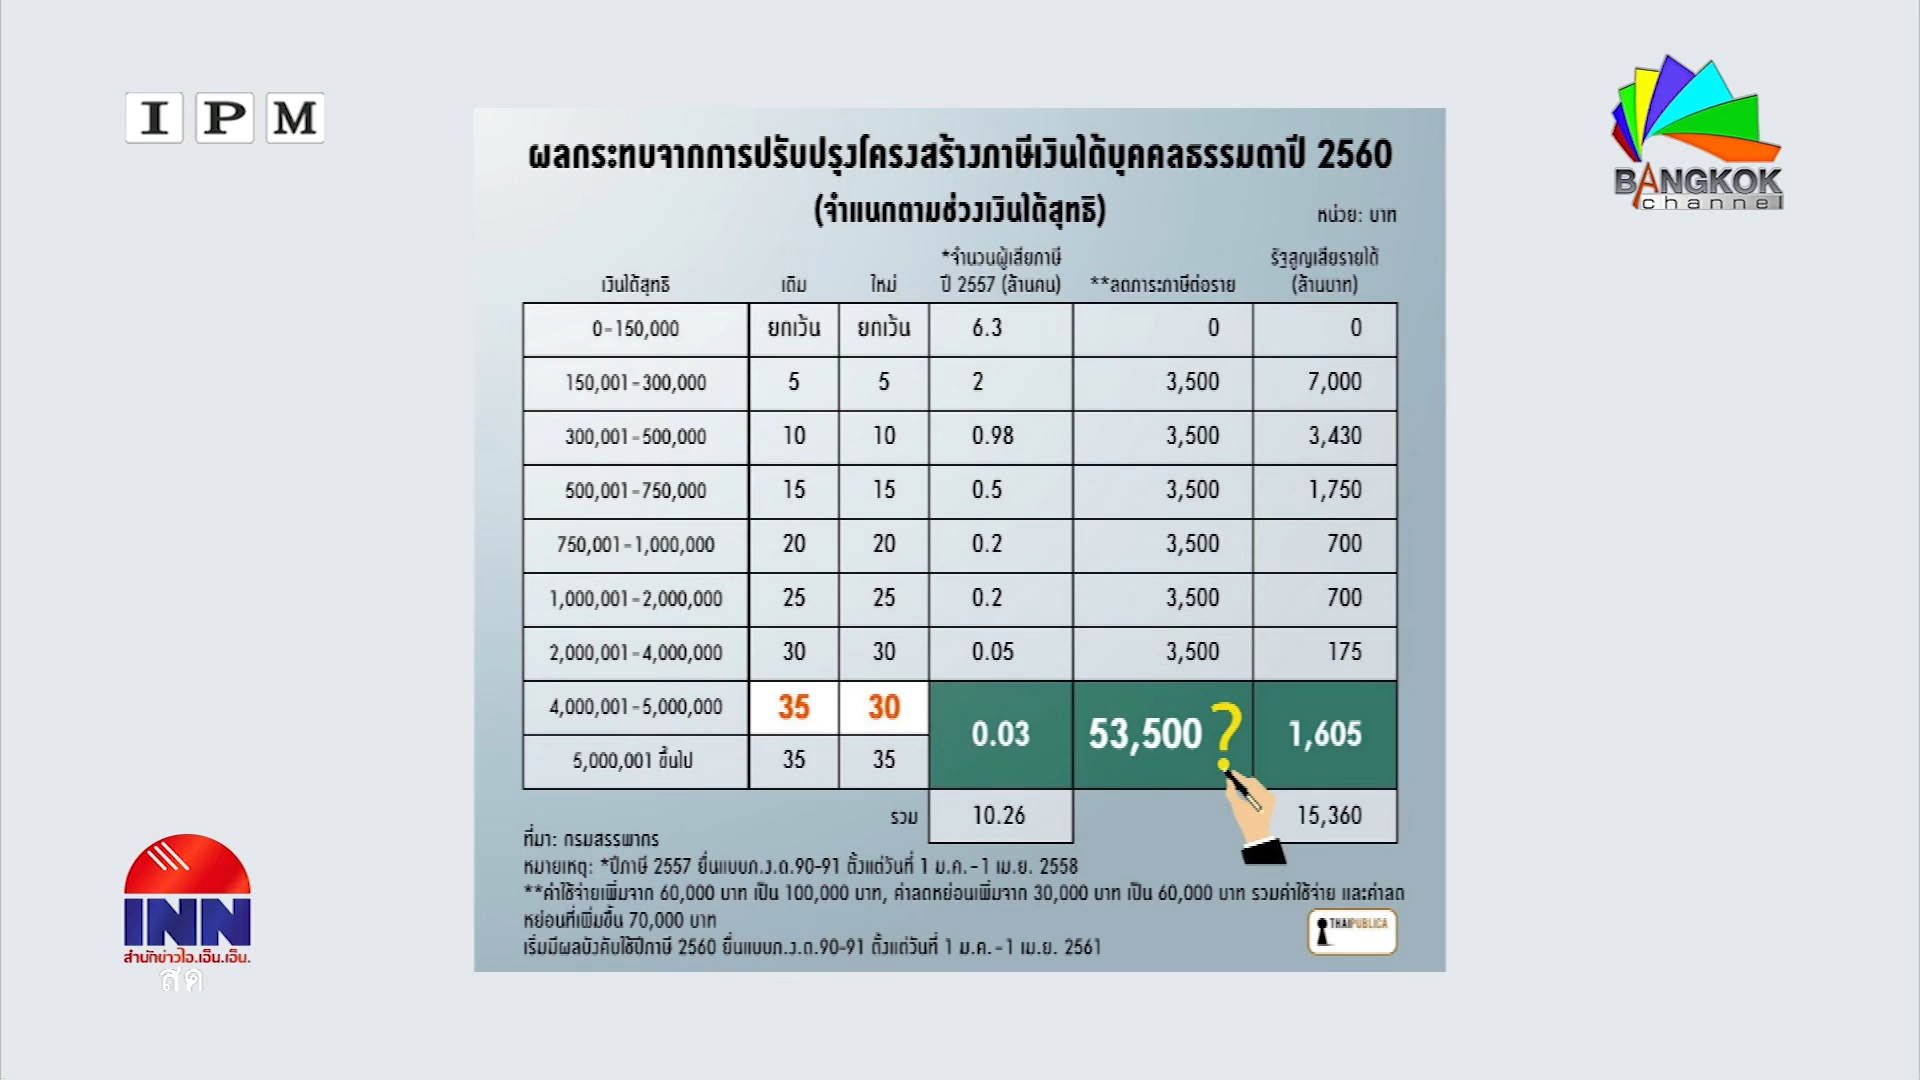 IPM
BANGKOK
channel
ผลกระทบจากการปรับปรุงโครงสร้างภาษีเงินได้บุคคลธรรมดาปี 2560
(จำแนกตามช่วงเงินได้สุทธิ)
หน่วย: บาท
เงินได้สุทธิ เดิม ใหม่ *จำนวนผู้เสียภาษี ปี 2557 (ล้านคน) **ลดภาระภาษีต่อราย รัฐสูญเสียรายได้ (ล้านบาท)
0-150,000 ยกเว้น ยกเว้น 6.3 0 0
150,001-300,000 5 5 2 3,500 7,000
300,001-500,000 10 10 0.98 3,500 3,430
500,001-750,000 15 15 0.5 3,500 1,750
750,001-1,000,000 20 20 0.2 3,500 700
1,000,001-2,000,000 25 25 0.2 3,500 700
2,000,001-4,000,000 30 30 0.05 3,500 175
4,000,001-5,000,000 35 30 0.03 53,500 ? 1,605
5,000,001 ขึ้นไป 35 35
รวม 10.26 15,360
ที่มา: กรมสรรพากร
หมายเหตุ: *ปีภาษี 2557 ยื่นแบบภ.ง.ด.90-91 ตั้งแต่วันที่ 1 ม.ค.-1 เม.ย. 2558
**ค่าใช้จ่ายเพิ่มจาก 60,000 บาท เป็น 100,000 บาท, ค่าลดหย่อนเพิ่มจาก 30,000 บาท เป็น 60,000 บาท รวมค่าใช้จ่าย และค่าลด
หย่อนที่เพิ่มขึ้น 70,000 บาท
เริ่มมีผลบังคับใช้ปีภาษี 2560 ยื่นแบบภ.ง.ด.90-91 ตั้งแต่วันที่ 1 ม.ค.-1 เม.ย. 2561
THAIPUBLICA
INN
สำนักข่าวไอ.เอ็น.เอ็น.
สด